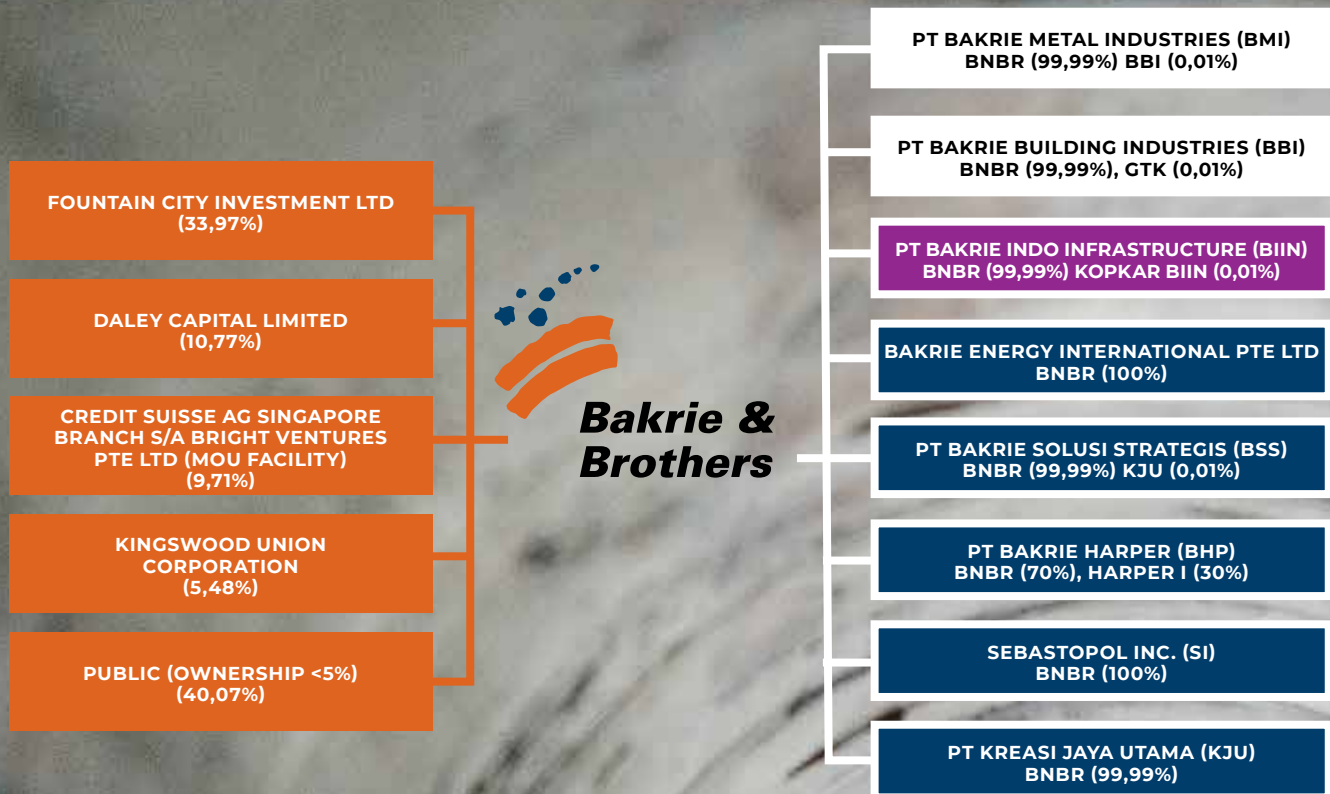 FOUNTAIN CITY INVESTMENT LTD
(33,97%)
DALEY CAPITAL LIMITED
(10,77%)
CREDIT SUISSE AG SINGAPORE
BRANCH S/A BRIGHT VENTURES
PTE LTD (MOU FACILITY)
(9,71%)
KINGSWOOD UNION
CORPORATION
(5,48%)
PUBLIC (OWNERSHIP <5%)
(40,07%)
Bakrie &
Brothers
PT BAKRIE METAL INDUSTRIES (BMI)
BNBR (99,99%) BBI (0,01%)
PT BAKRIE BUILDING INDUSTRIES (BBI)
BNBR (99,99%), GTK (0,01%)
PT BAKRIE INDO INFRASTRUCTURE (BIIN)
BNBR (99,99%) KOPKAR BIIN (0,01%)
BAKRIE ENERGY INTERNATIONAL PTE LTD
BNBR (100%)
PT BAKRIE SOLUSI STRATEGIS (BSS)
BNBR (99,99%) KJU (0,01%)
PT BAKRIE HARPER (BHP)
BNBR (70%), HARPER I (30%)
SEBASTOPOL INC. (SI)
BNBR (100%)
PT KREASI JAYA UTAMA (KJU)
BNBR (99,99%)